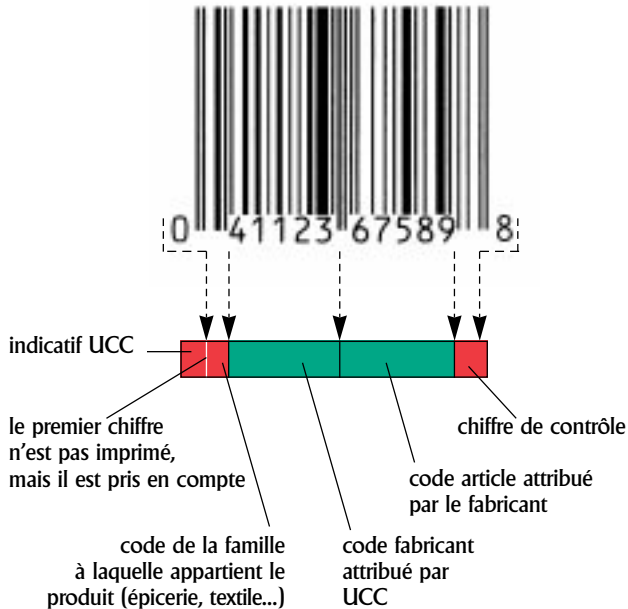 0 41123 67589 8
indicatif UCC
le premier chiffre
n’est pas imprimé,
mais il est pris en compte
chiffre de contrôle
code article attribué
par le fabricant
code de la famille
à laquelle appartient le
produit (épicerie, textile...)
code fabricant
attribué par
UCC